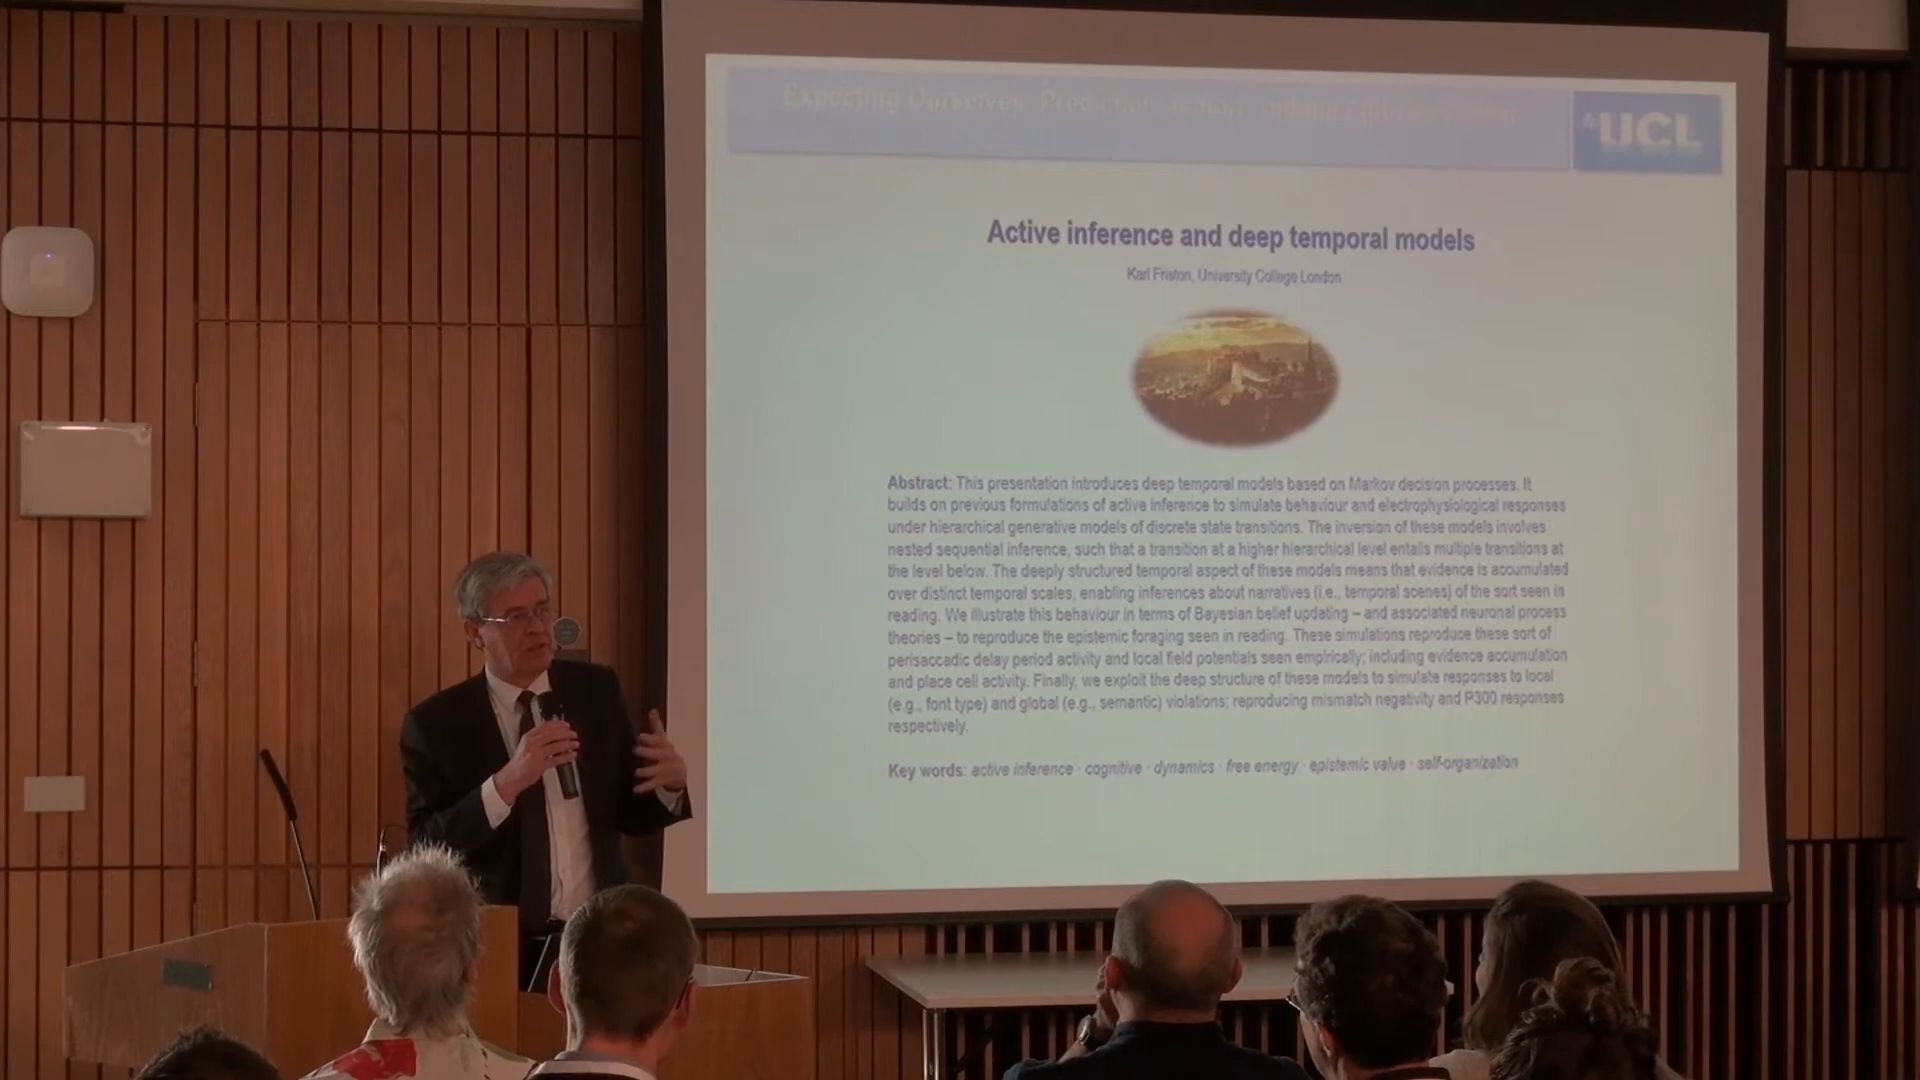 Expecting Ourselves: Prediction, Action,
UCL
Active inference and deep temporal models
Karl Friston, University College London
Abstract: This presentation introduces deep temporal models based on Markov decision processes. It
builds on previous formulations of active inference to simulate behaviour and electrophysiological responses
under hierarchical generative models of discrete state transitions. The inversion of these models involves
nested sequential inference, such that a transition at a higher hierarchical level entails multiple transitions at
the level below. The deeply structured temporal aspect of these models means that evidence is accumulated
over distinct temporal scales, enabling inferences about narratives (i.e., temporal scenes) of the sort seen in
reading. We illustrate this behaviour in terms of Bayesian belief updating – and associated neuronal process
theories – to reproduce the epistemic foraging seen in reading. These simulations reproduce these sort of
perisaccadic delay period activity and local field potentials seen empirically; including evidence accumulation
and place cell activity. Finally, we exploit the deep structure of these models to simulate responses to local
(e.g., font type) and global (e.g., semantic) violations; reproducing mismatch negativity and P300 responses
respectively.
Key words: active inference · cognitive · dynamics · free energy · epistemic value · self-organization